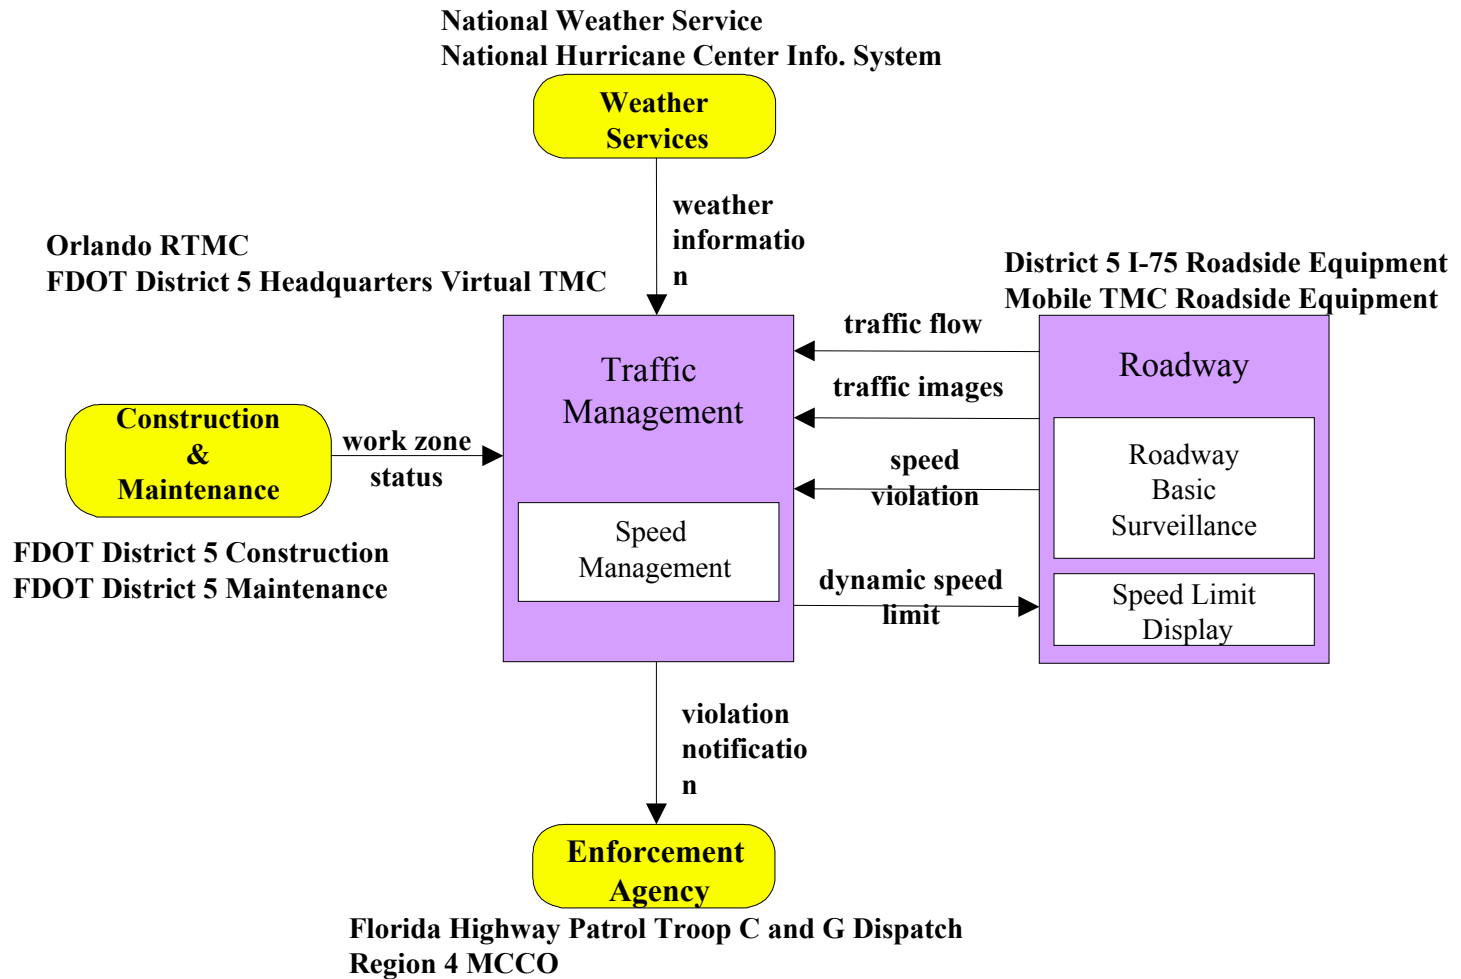 National Weather Service
National Hurricane Center Info. System
Weather
Services
weather
informatio
n
Orlando RTMC
FDOT District 5 Headquarters Virtual TMC
District 5 I-75 Roadside Equipment
Mobile TMC Roadside Equipment
Traffic
Management
Speed
Management
traffic flow
traffic images
speed
violation
dynamic speed
limit
Roadway
Roadway
Basic
Surveillance
Speed Limit
Display
Construction
&
Maintenance
work zone
status
FDOT District 5 Construction
FDOT District 5 Maintenance
violation
notificatio
n
Enforcement
Agency
Florida Highway Patrol Troop C and G Dispatch
Region 4 MCCO